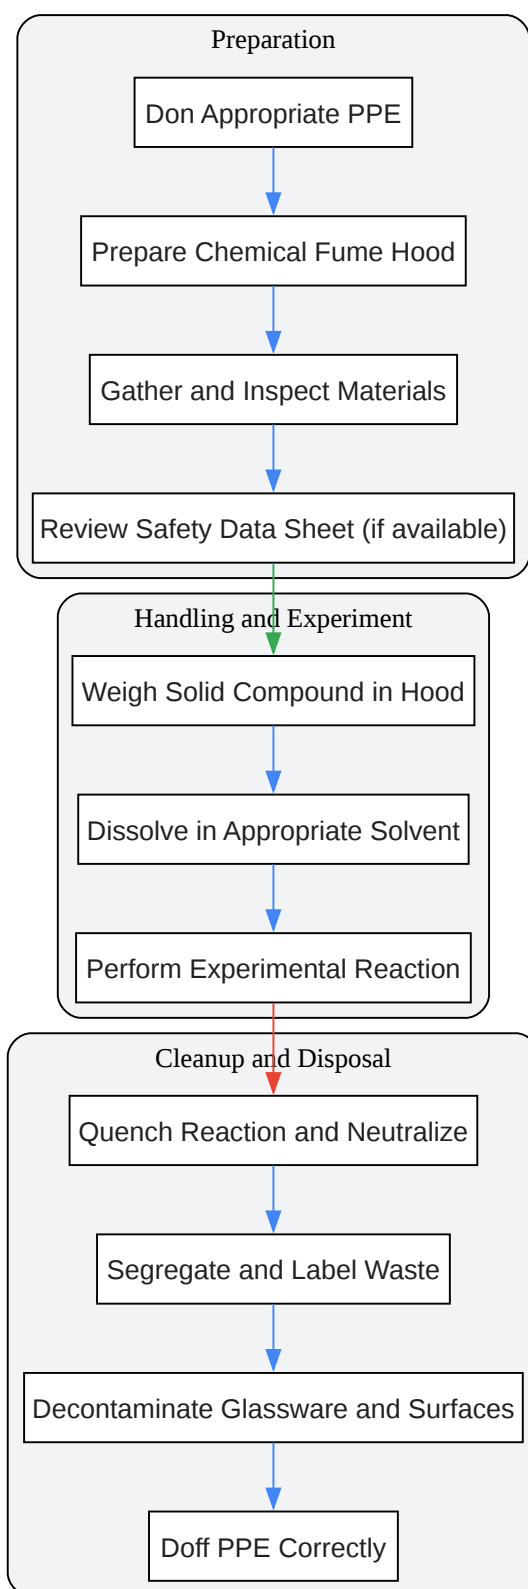 Preparation
Don Appropriate PPE
Prepare Chemical Fume Hood
Gather and Inspect Materials
Review Safety Data Sheet (if available)
Handling and Experiment
Weigh Solid Compound in Hood
Dissolve in Appropriate Solvent
Perform Experimental Reaction
Cleanup and Disposal
Quench Reaction and Neutralize
Segregate and Label Waste
Decontaminate Glassware and Surfaces
Doff PPE Correctly